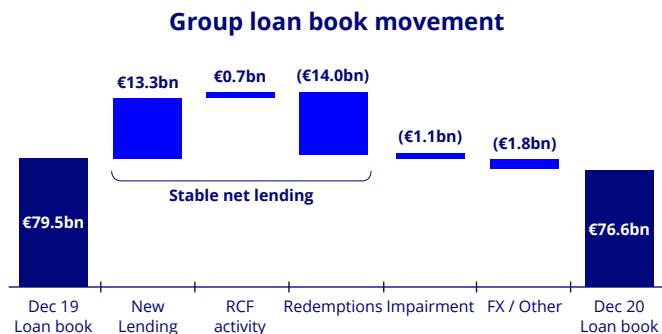 Group loan book movement
€13.3bn
€0.7bn
(€14.0bn)
(€1.1bn)
(€1.8bn)
Stable net lending
€79.5bn
€76.6bn
Dec 19
Loan book
New
Lending
RCF
activity
Redemptions
Impairment
FX / Other
Dec 20
Loan book